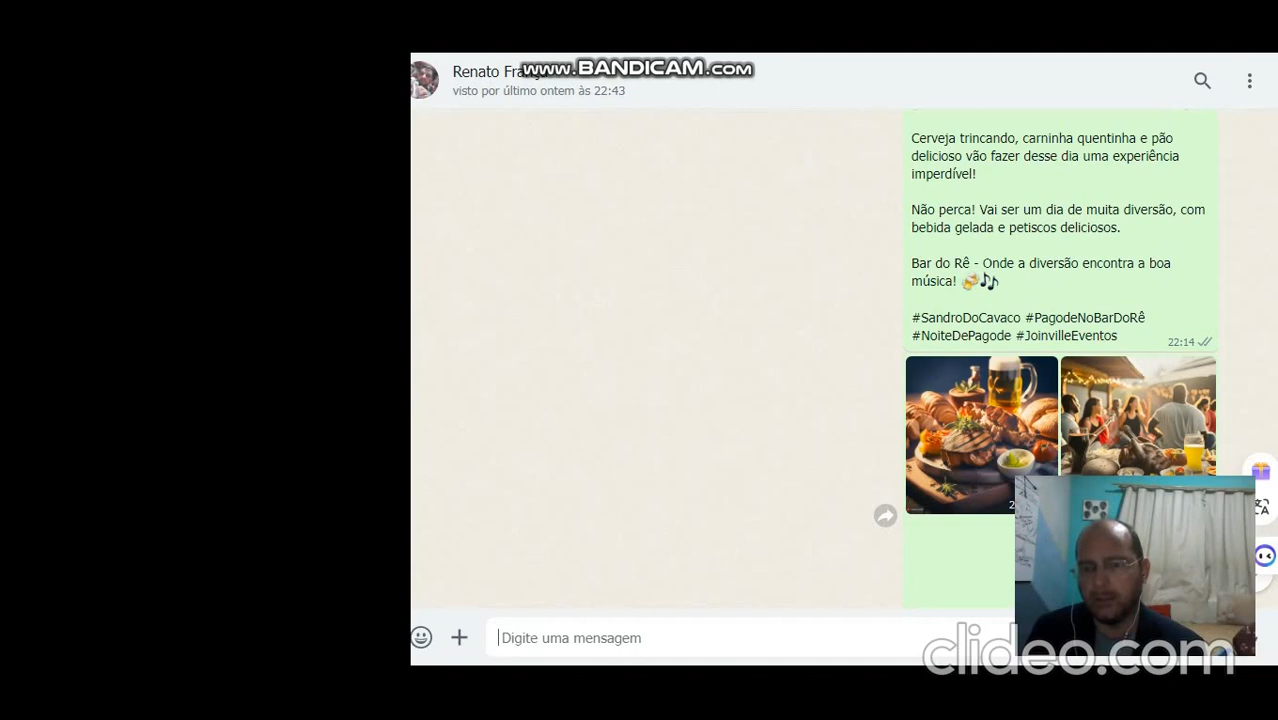 www.BANDICAM.com
Renato
visto por último ontem às 22:43
Cerveja trincando, carninha quentinha e pão
delicioso vão fazer desse dia uma experiência
imperdível!
Não perca! Vai ser um dia de muita diversão, com
bebida gelada e petiscos deliciosos.
Bar do Rê - Onde a diversão encontra a boa
música! 🍻🎶
#SandroDoCavaco #PagodeNoBarDoRê
#NoiteDePagode #JoinvilleEventos
22:14
Digite uma mensagem
clideo.com